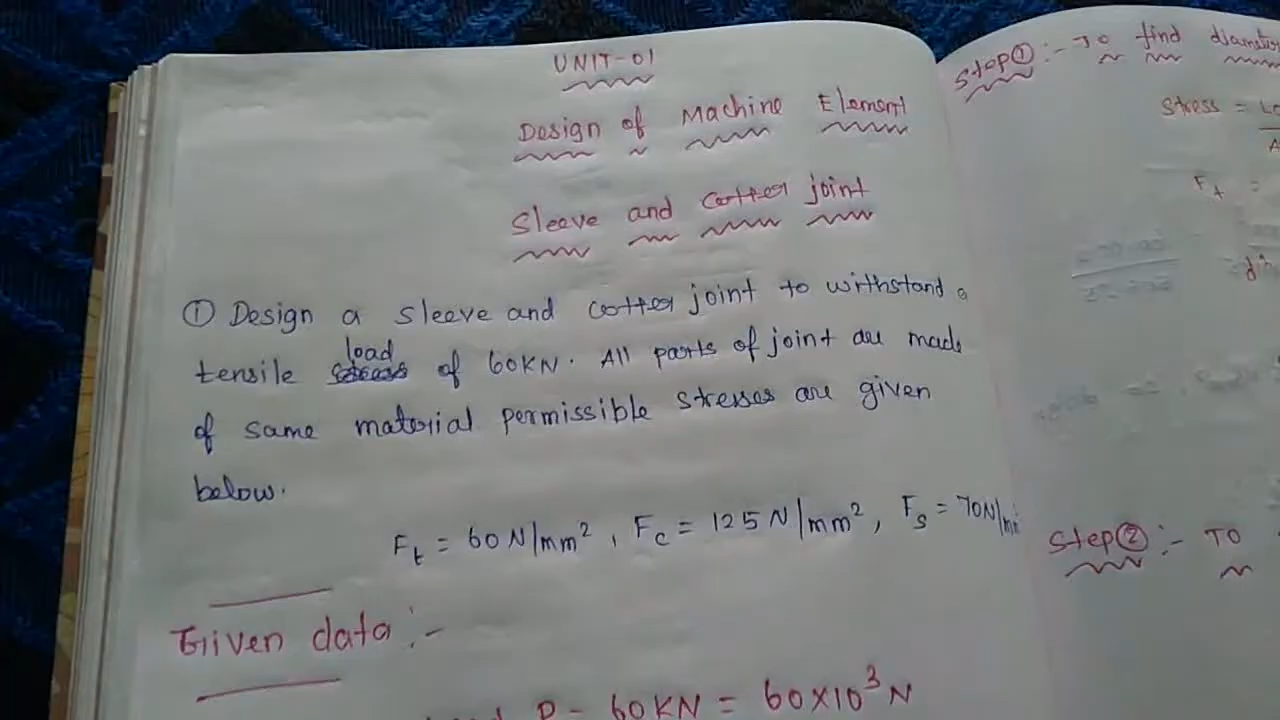 UNIT-01
Design of Machine Element
Sleeve and cotter joint
① Design a sleeve and cotter joint to withstand a
tensile load of 60KN. All parts of joint are made
of same material permissible stresses are given
below.
Ft = 60 N/mm², Fc = 125 N/mm², Fs = 70N/
Given data :-
P = 60KN = 60×10³ N
Step① :- TO find
Stress =
Ft =
Step② :- TO